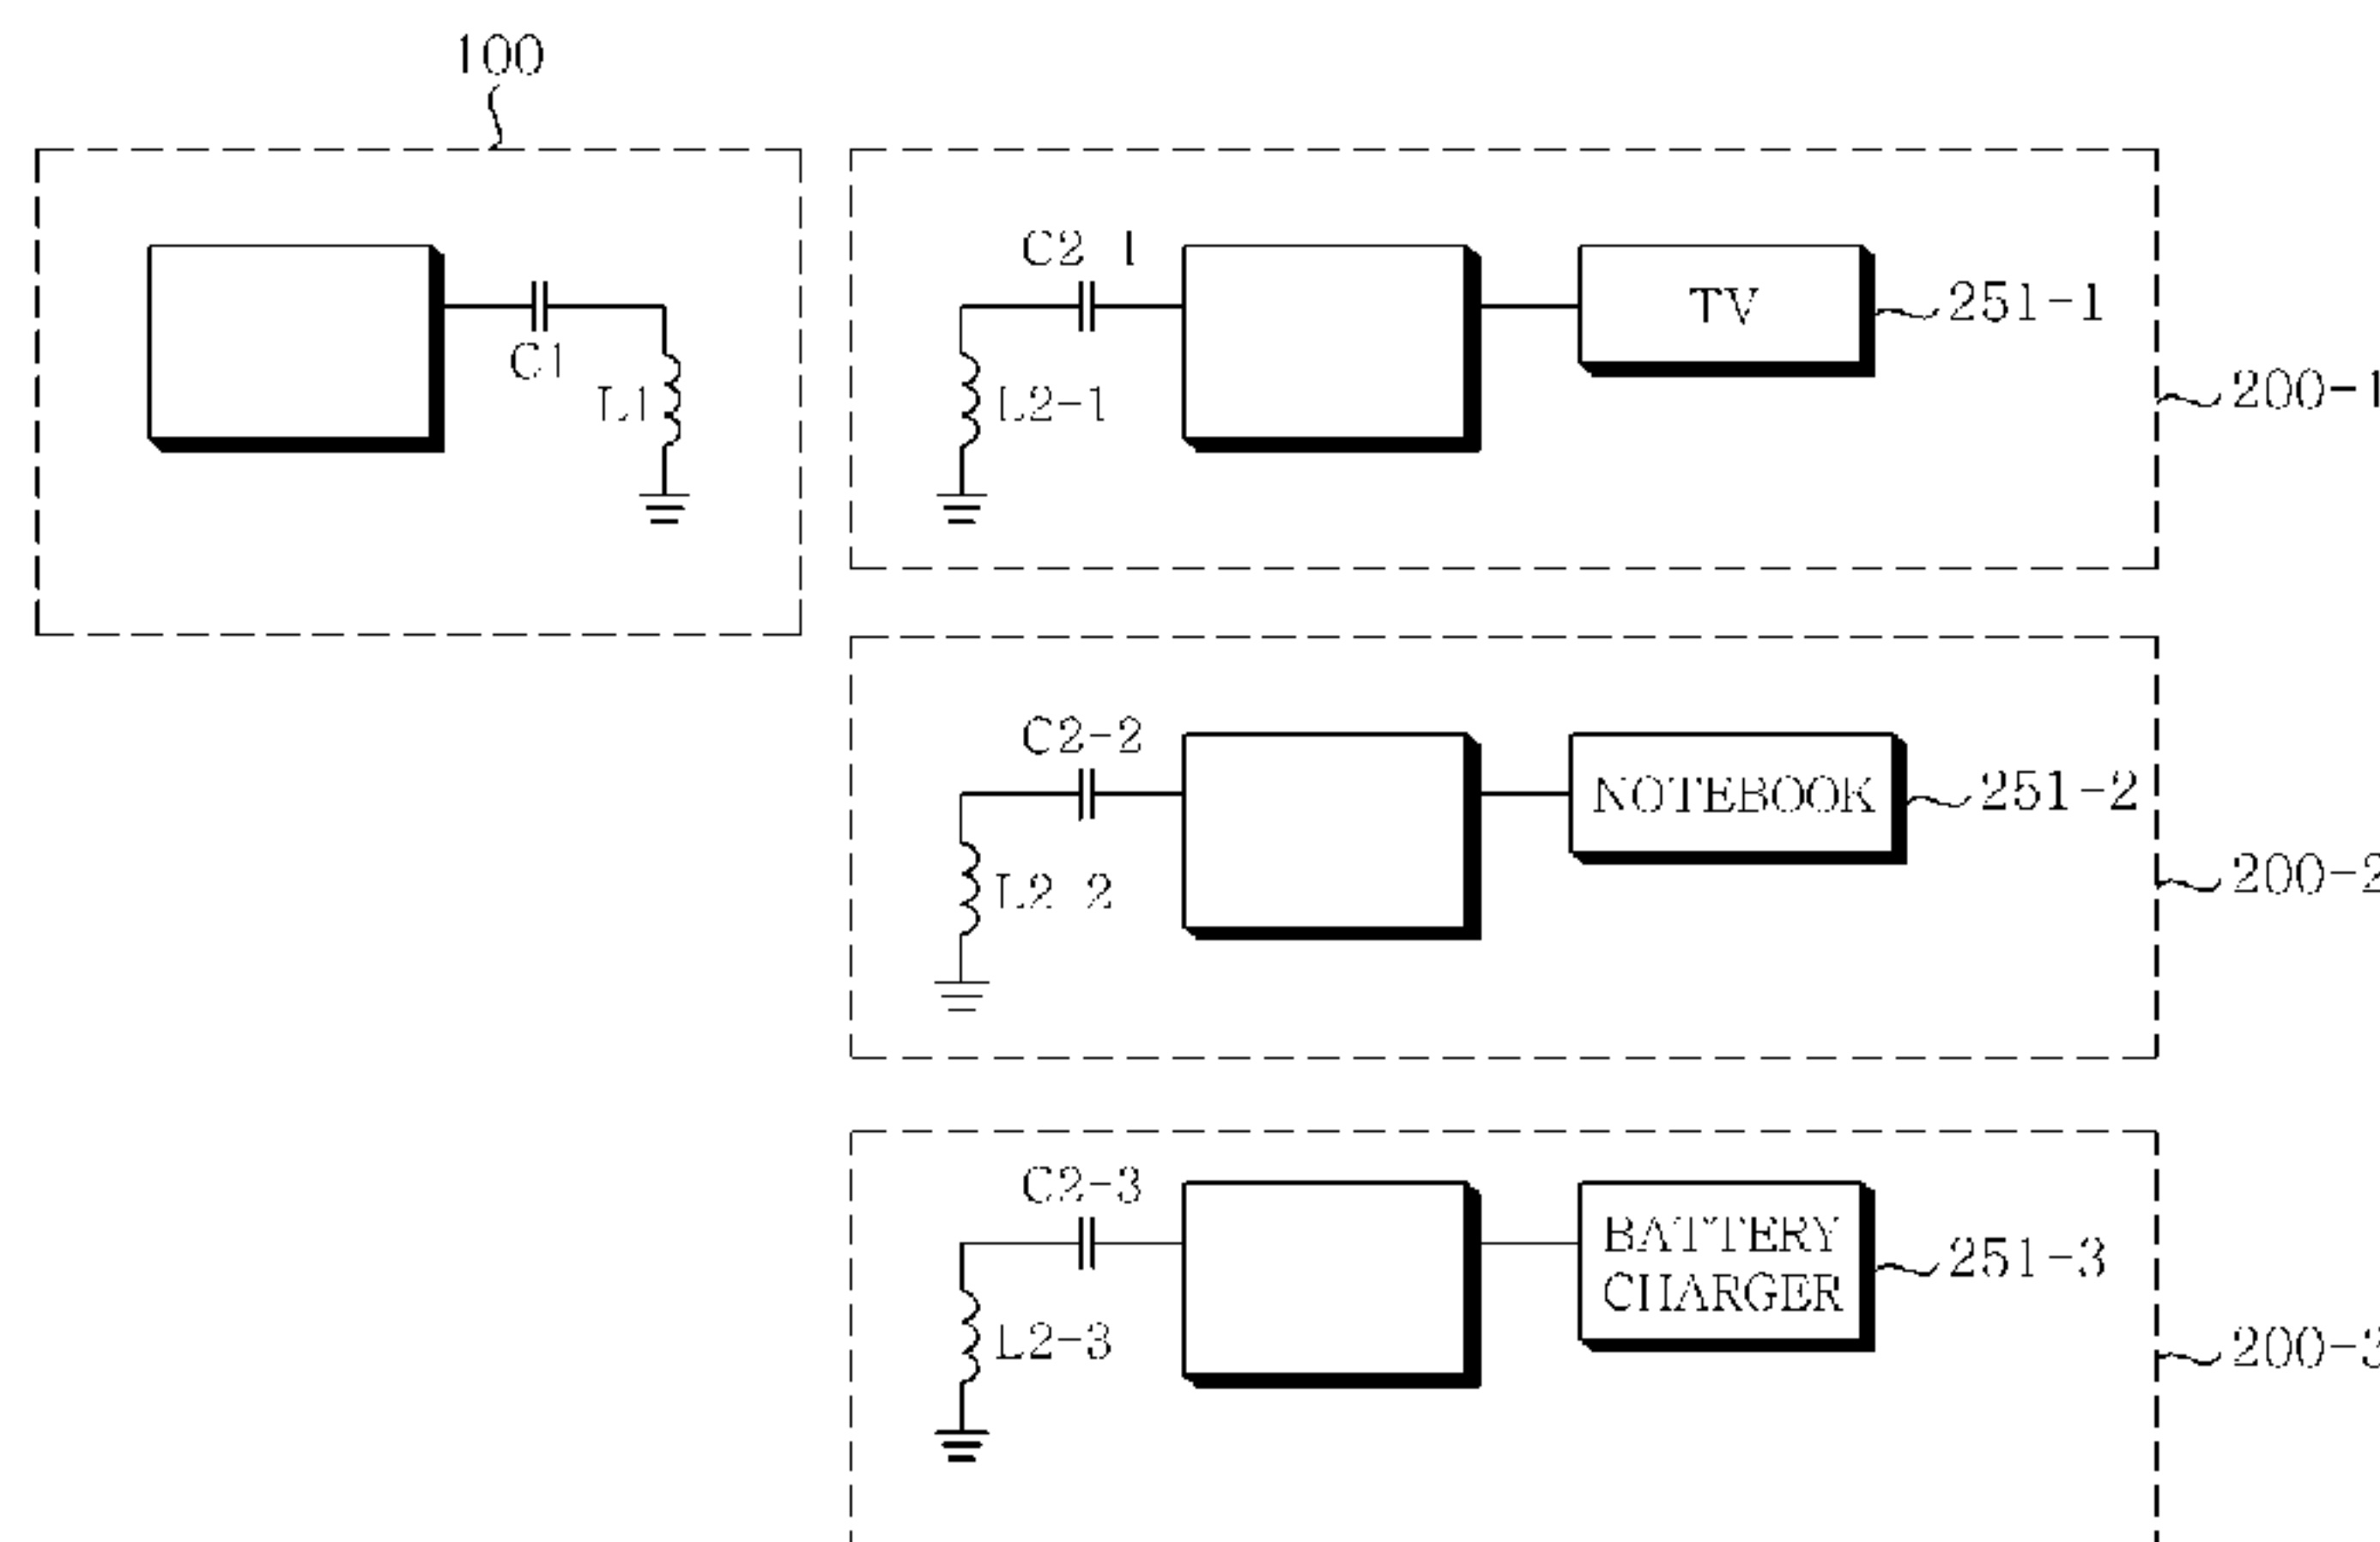 100
C1
L1
C2-1
L2-1
TV
251-1
200-1
C2-2
L2-2
NOTEBOOK
251-2
200-2
C2-3
L2-3
BATTERY
CHARGER
251-3
200-3